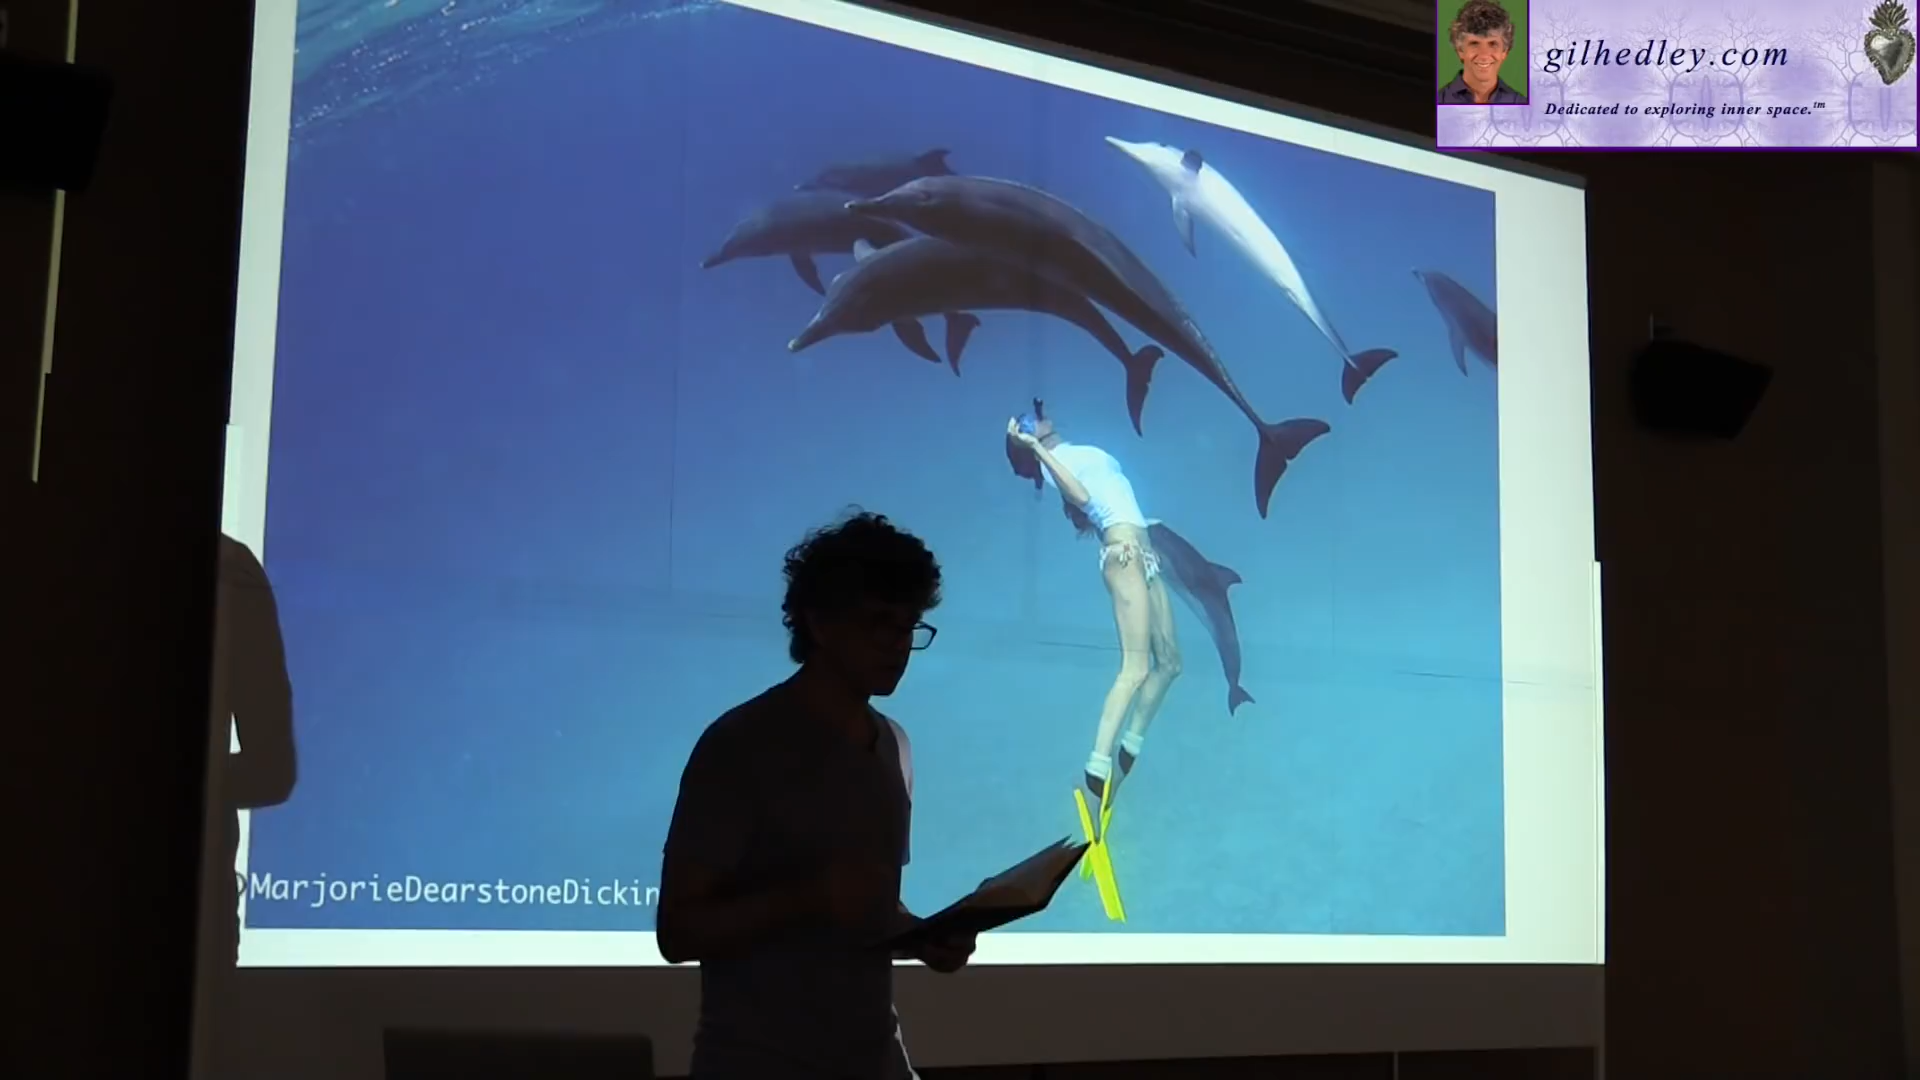 gilhedley.com
Dedicated to exploring inner space.™
MarjorieDearstoneDickin